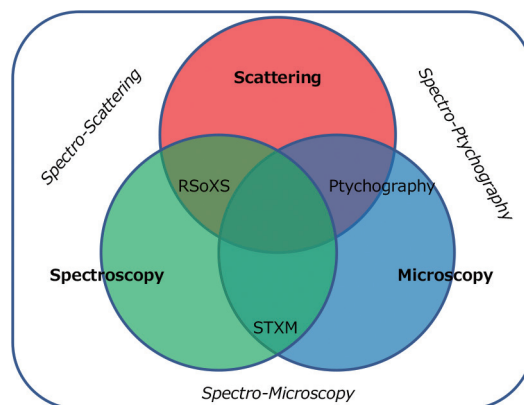 Scattering
Spectro-Scattering
Spectro-Ptychography
RSoXS
Ptychography
Spectroscopy
Microscopy
STXM
Spectro-Microscopy